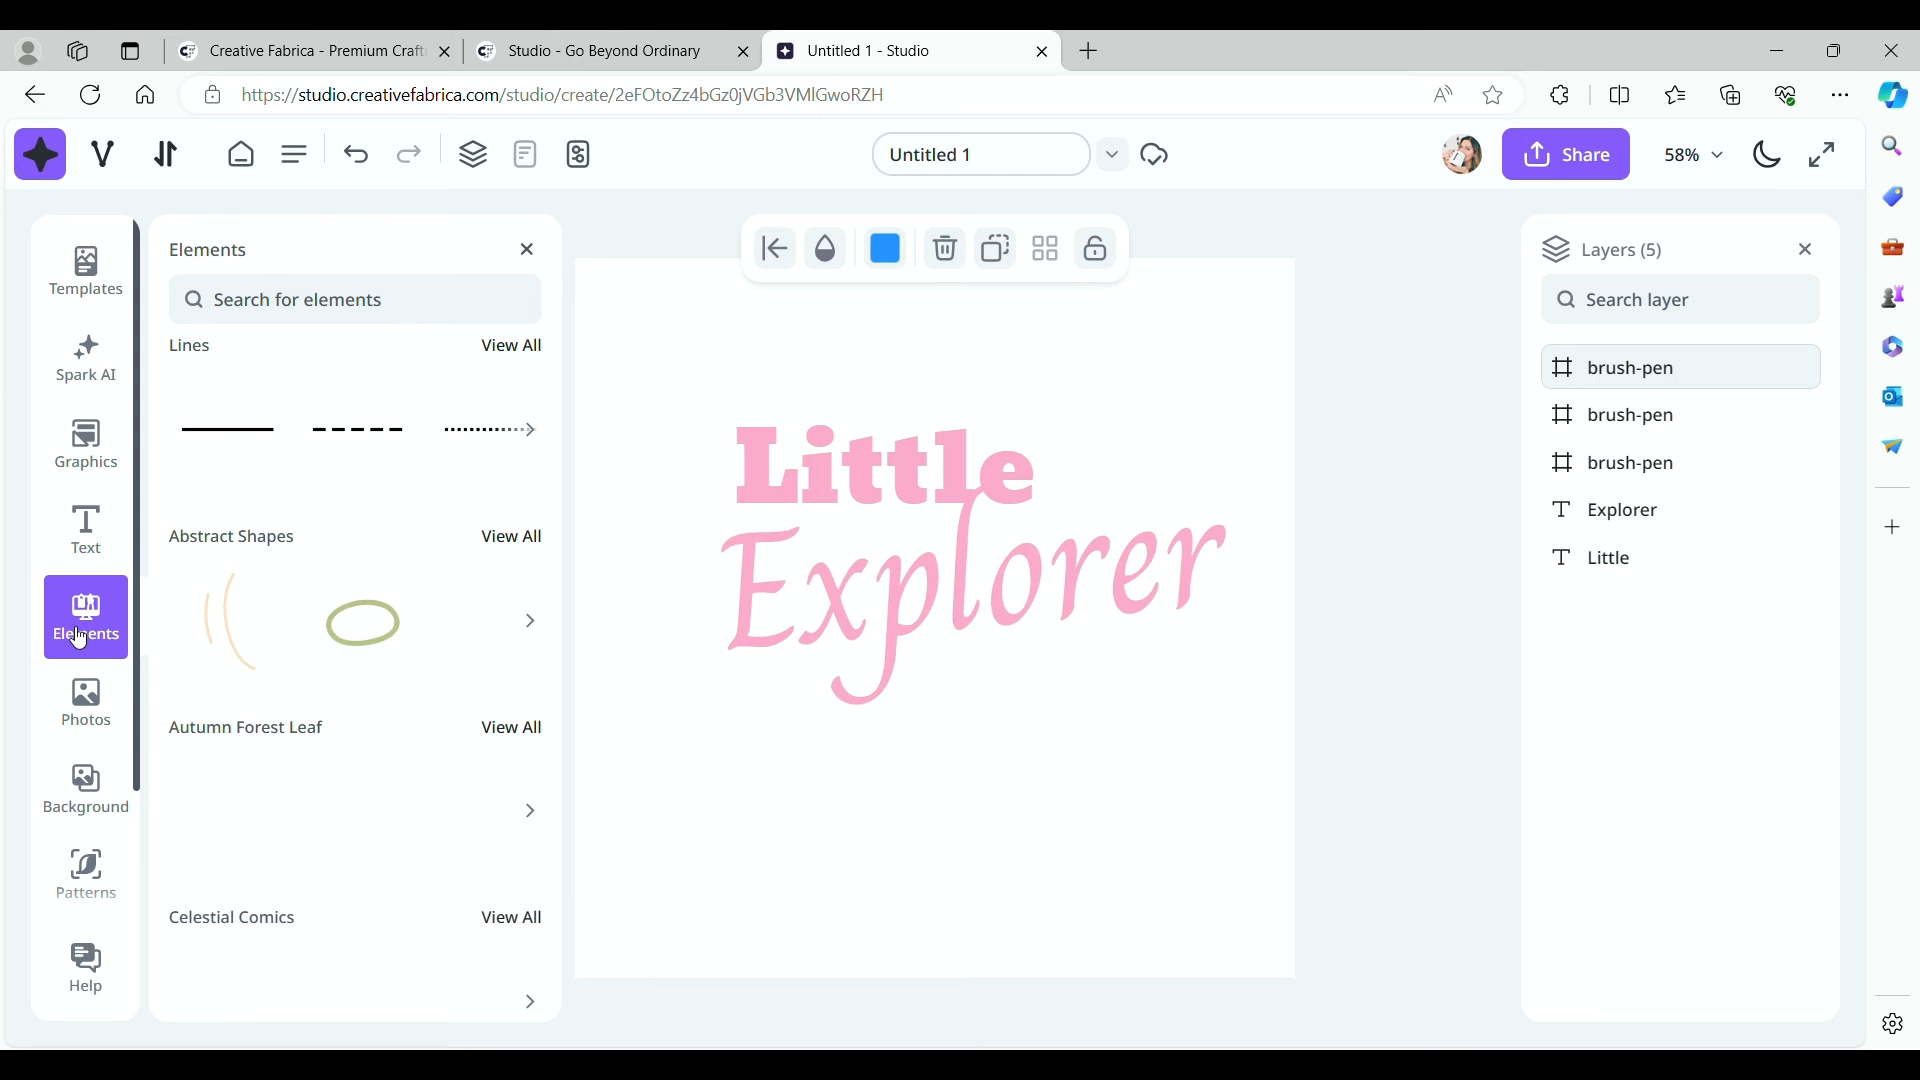 Creative Fabrica - Premium Craft
Studio - Go Beyond Ordinary
Untitled 1 - Studio
https://studio.creativefabrica.com/studio/create/2eFOtoZz4bGz0jVGb3VMlGwoRZH
Untitled 1
Share
58%
Templates
Spark AI
Graphics
Text
Elements
Photos
Background
Patterns
Help
Elements
Search for elements
Lines View All
Abstract Shapes View All
Autumn Forest Leaf View All
Celestial Comics View All
Little
Explorer
Layers (5)
Search layer
brush-pen
brush-pen
brush-pen
T Explorer
T Little